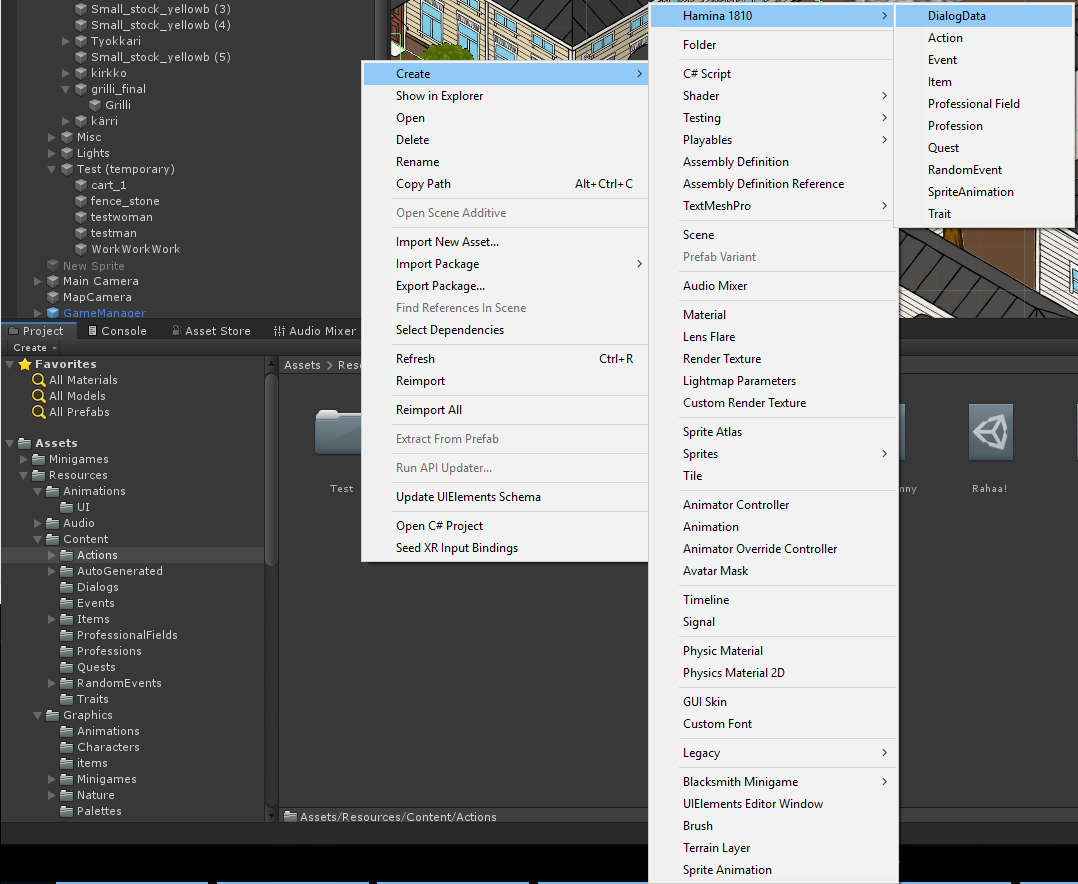 Small_stock_yellowb (3)
Small_stock_yellowb (4)
Tyokkari
Small_stock_yellowb (5)
kirkko
grilli_final
Grilli
kärri
Misc
Lights
Test (temporary)
cart_1
fence_stone
testwoman
testman
WorkWorkWork
New Sprite
Main Camera
MapCamera
GameManager
Project
Console
Asset Store
Audio Mixer
Create
Favorites
All Materials
All Models
All Prefabs
Assets
Minigames
Resources
Animations
UI
Audio
Content
Actions
AutoGenerated
Dialogs
Events
Items
ProfessionalFields
Professions
Quests
RandomEvents
Traits
Graphics
Animations
Characters
items
Minigames
Nature
Palettes
Assets > Reso
Test
nny
Rahaa!
Assets/Resources/Content/Actions
Create
Show in Explorer
Open
Delete
Rename
Copy Path Alt+Ctrl+C
Open Scene Additive
Import New Asset...
Import Package
Export Package...
Find References In Scene
Select Dependencies
Refresh Ctrl+R
Reimport
Reimport All
Extract From Prefab
Run API Updater...
Update UIElements Schema
Open C# Project
Seed XR Input Bindings
Hamina 1810
Folder
C# Script
Shader
Testing
Playables
Assembly Definition
Assembly Definition Reference
TextMeshPro
Scene
Prefab Variant
Audio Mixer
Material
Lens Flare
Render Texture
Lightmap Parameters
Custom Render Texture
Sprite Atlas
Sprites
Tile
Animator Controller
Animation
Animator Override Controller
Avatar Mask
Timeline
Signal
Physic Material
Physics Material 2D
GUI Skin
Custom Font
Legacy
Blacksmith Minigame
UIElements Editor Window
Brush
Terrain Layer
Sprite Animation
DialogData
Action
Event
Item
Professional Field
Profession
Quest
RandomEvent
SpriteAnimation
Trait